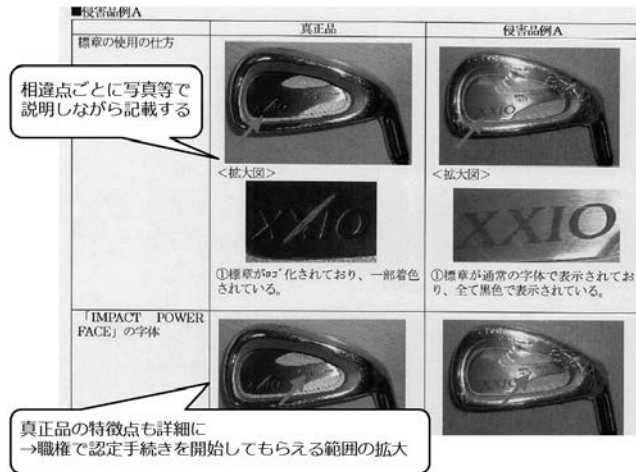 ■侵害品例A
真正品
侵害品例A
標章の使用の仕方
相違点ごとに写真等で
説明しながら記載する
XXIO
XXIO
<拡大図>
<拡大図>
XXIO
XXIO
①標章がﾛｺﾞ化されており、一部着色
されている。
①標章が通常の字体で表示されてお
り、全て黒色で表示されている。
「IMPACT POWER
FACE」の字体
XXIO
XXIO
真正品の特徴点も詳細に
→職権で認定手続きを開始してもらえる範囲の拡大